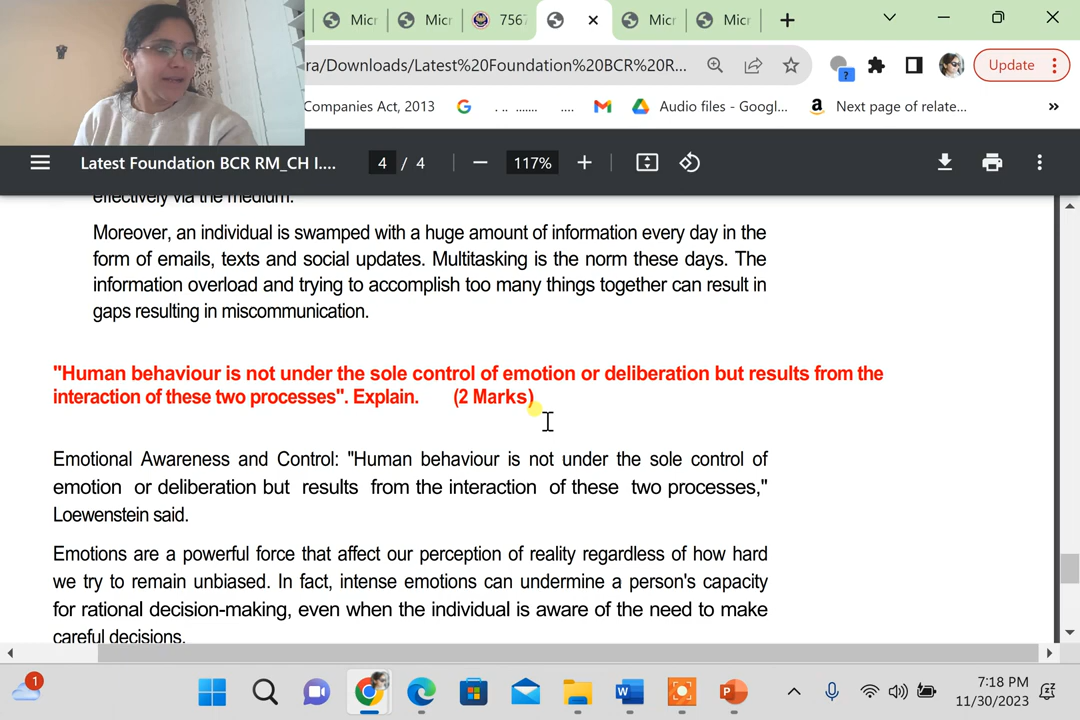 Micr
Micr
7567
Micr
Micr
ra/Downloads/Latest%20Foundation%20BCR%20R...
?
Update
Companies Act, 2013
. .. ....... ....
Audio files - Googl...
Next page of relate...
»
Latest Foundation BCR RM_CH I....
4 / 4
117%
effectively via the medium.
Moreover, an individual is swamped with a huge amount of information every day in the
form of emails, texts and social updates. Multitasking is the norm these days. The
information overload and trying to accomplish too many things together can result in
gaps resulting in miscommunication.
"Human behaviour is not under the sole control of emotion or deliberation but results from the
interaction of these two processes". Explain. (2 Marks)
Emotional Awareness and Control: "Human behaviour is not under the sole control of
emotion or deliberation but results from the interaction of these two processes,"
Loewenstein said.
Emotions are a powerful force that affect our perception of reality regardless of how hard
we try to remain unbiased. In fact, intense emotions can undermine a person's capacity
for rational decision-making, even when the individual is aware of the need to make
careful decisions.
1
7:18 PM
11/30/2023